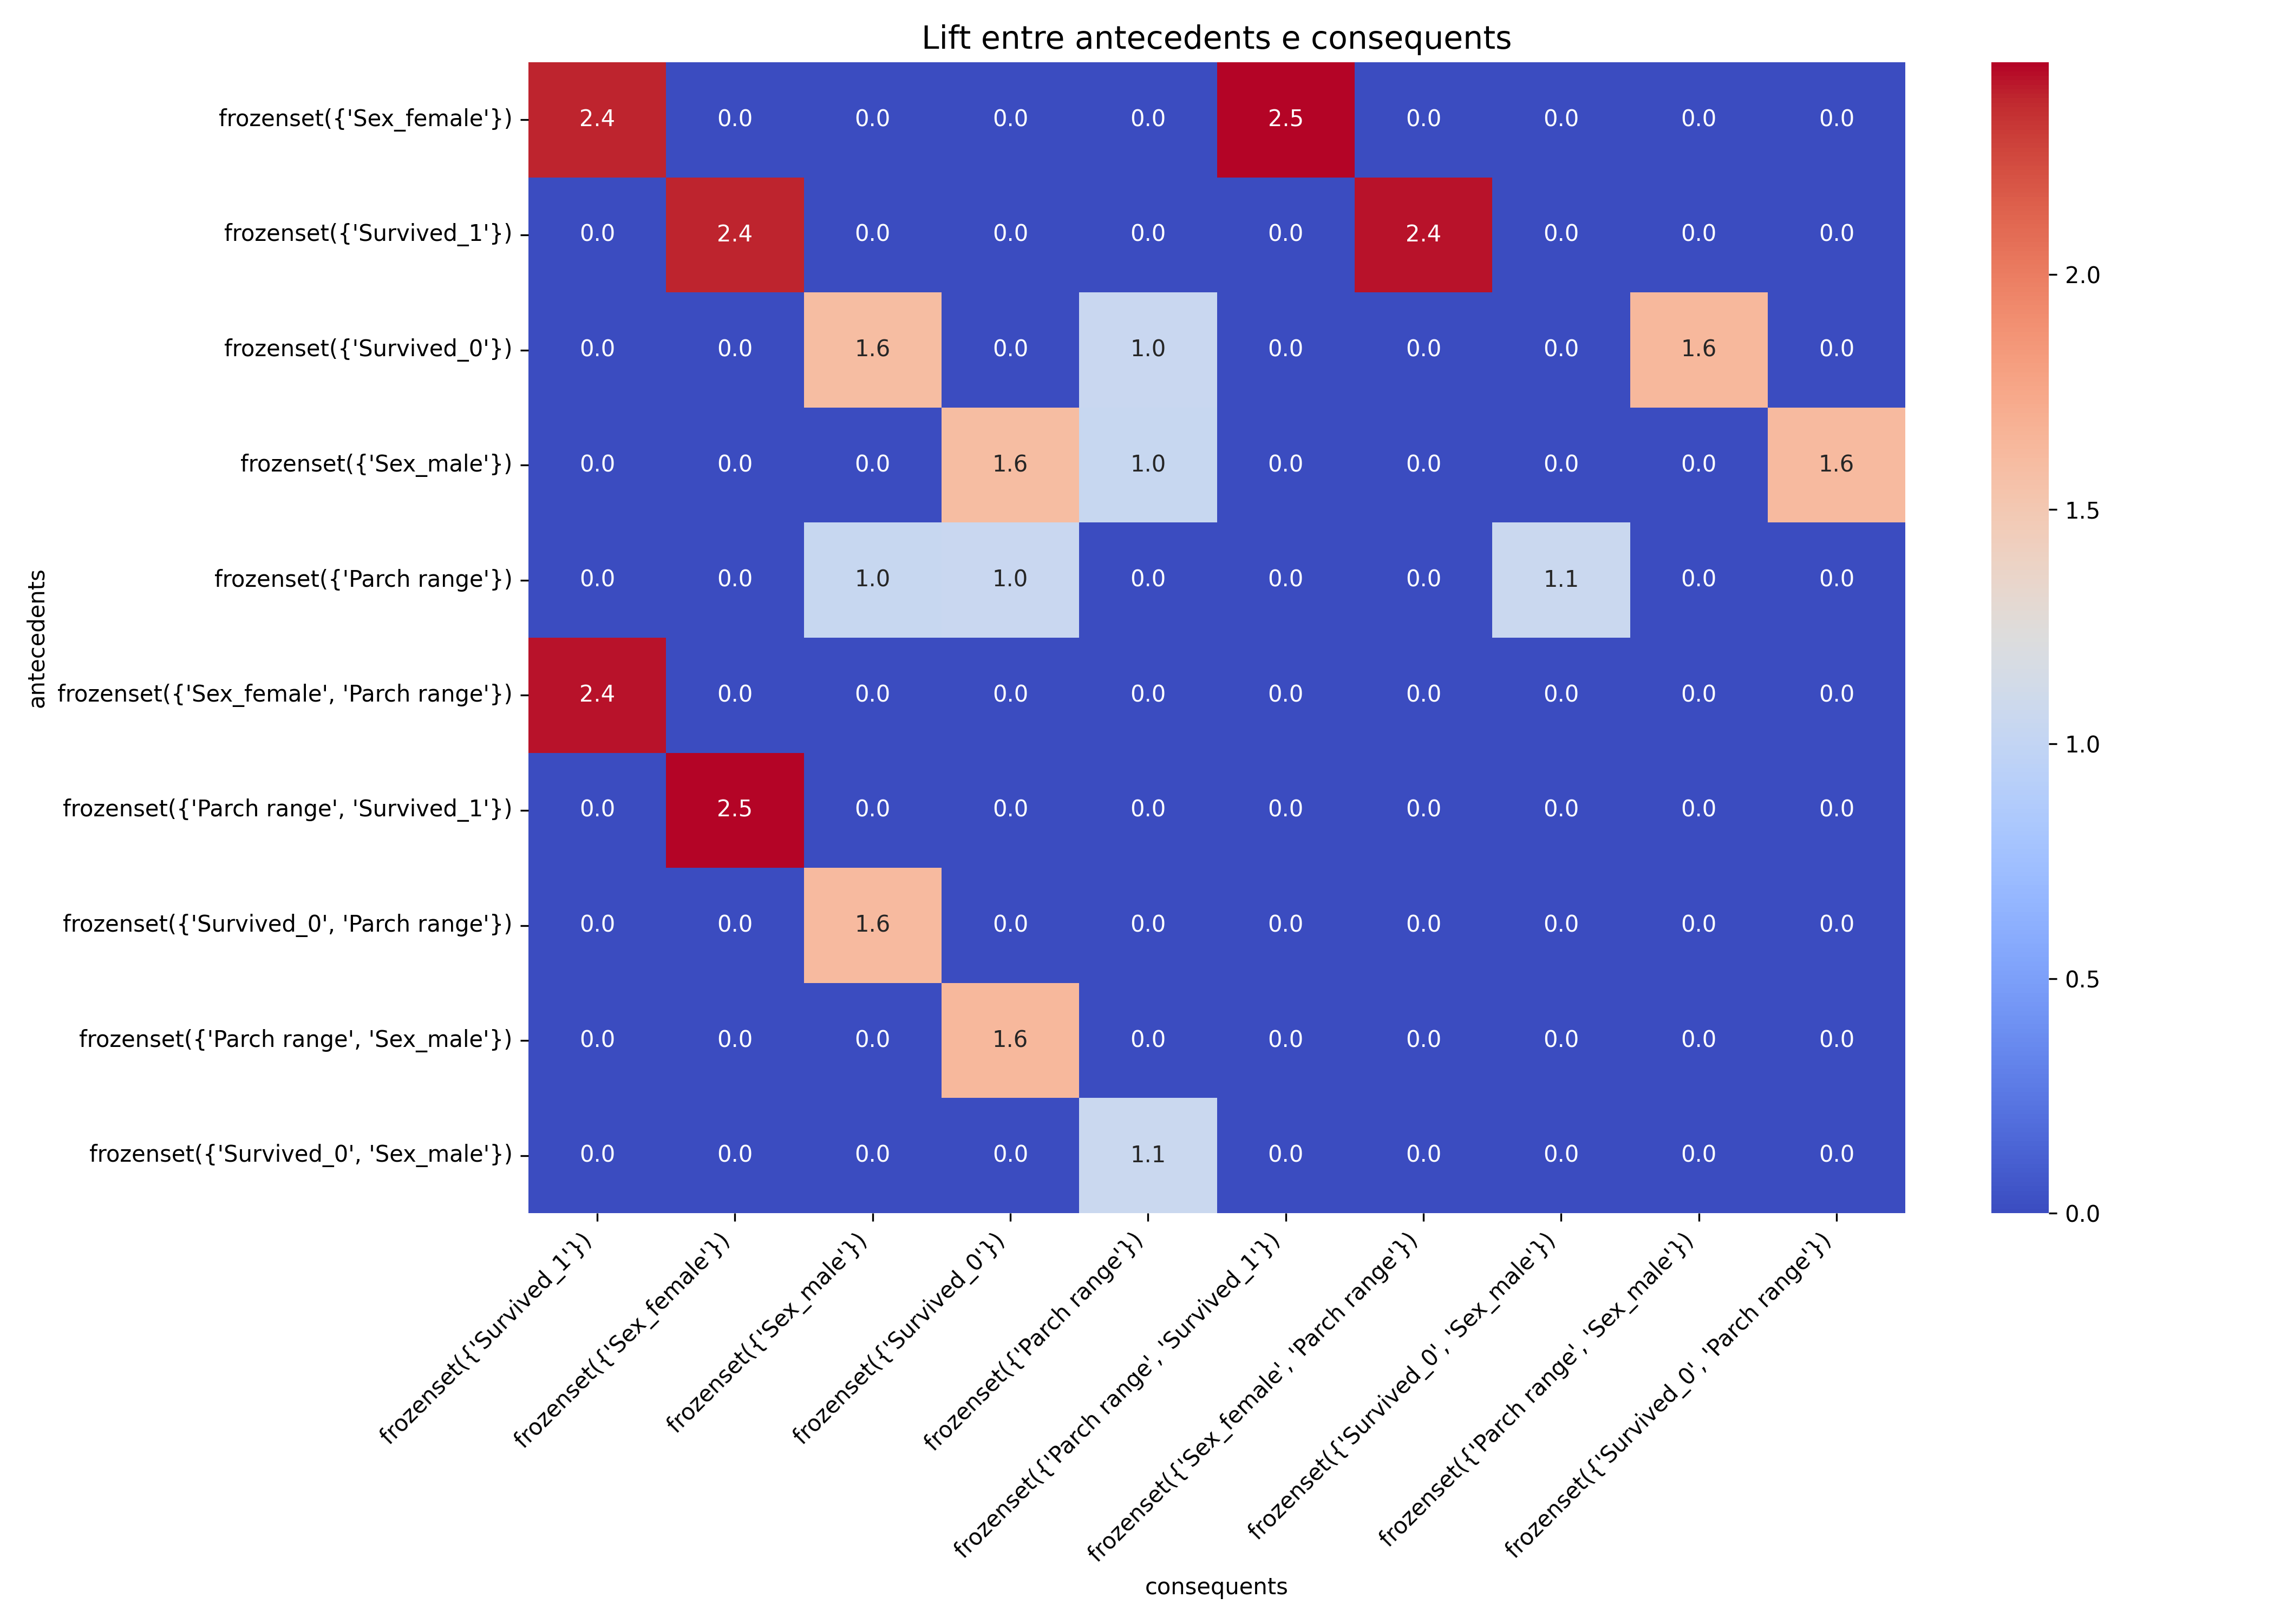 Lift entre antecedents e consequents
antecedents
frozenset({'Sex_female'}) 2.4 0.0 0.0 0.0 0.0 2.5 0.0 0.0 0.0 0.0
frozenset({'Survived_1'}) 0.0 2.4 0.0 0.0 0.0 0.0 2.4 0.0 0.0 0.0
frozenset({'Survived_0'}) 0.0 0.0 1.6 0.0 1.0 0.0 0.0 0.0 1.6 0.0
frozenset({'Sex_male'}) 0.0 0.0 0.0 1.6 1.0 0.0 0.0 0.0 0.0 1.6
frozenset({'Parch range'}) 0.0 0.0 1.0 1.0 0.0 0.0 0.0 1.1 0.0 0.0
frozenset({'Sex_female', 'Parch range'}) 2.4 0.0 0.0 0.0 0.0 0.0 0.0 0.0 0.0 0.0
frozenset({'Parch range', 'Survived_1'}) 0.0 2.5 0.0 0.0 0.0 0.0 0.0 0.0 0.0 0.0
frozenset({'Survived_0', 'Parch range'}) 0.0 0.0 1.6 0.0 0.0 0.0 0.0 0.0 0.0 0.0
frozenset({'Parch range', 'Sex_male'}) 0.0 0.0 0.0 1.6 0.0 0.0 0.0 0.0 0.0 0.0
frozenset({'Survived_0', 'Sex_male'}) 0.0 0.0 0.0 0.0 1.1 0.0 0.0 0.0 0.0 0.0
frozenset({'Survived_1'})
frozenset({'Sex_female'})
frozenset({'Sex_male'})
frozenset({'Survived_0'})
frozenset({'Parch range'})
frozenset({'Parch range', 'Survived_1'})
frozenset({'Sex_female', 'Parch range'})
frozenset({'Survived_0', 'Sex_male'})
frozenset({'Parch range', 'Sex_male'})
frozenset({'Survived_0', 'Parch range'})
consequents
2.0
1.5
1.0
0.5
0.0